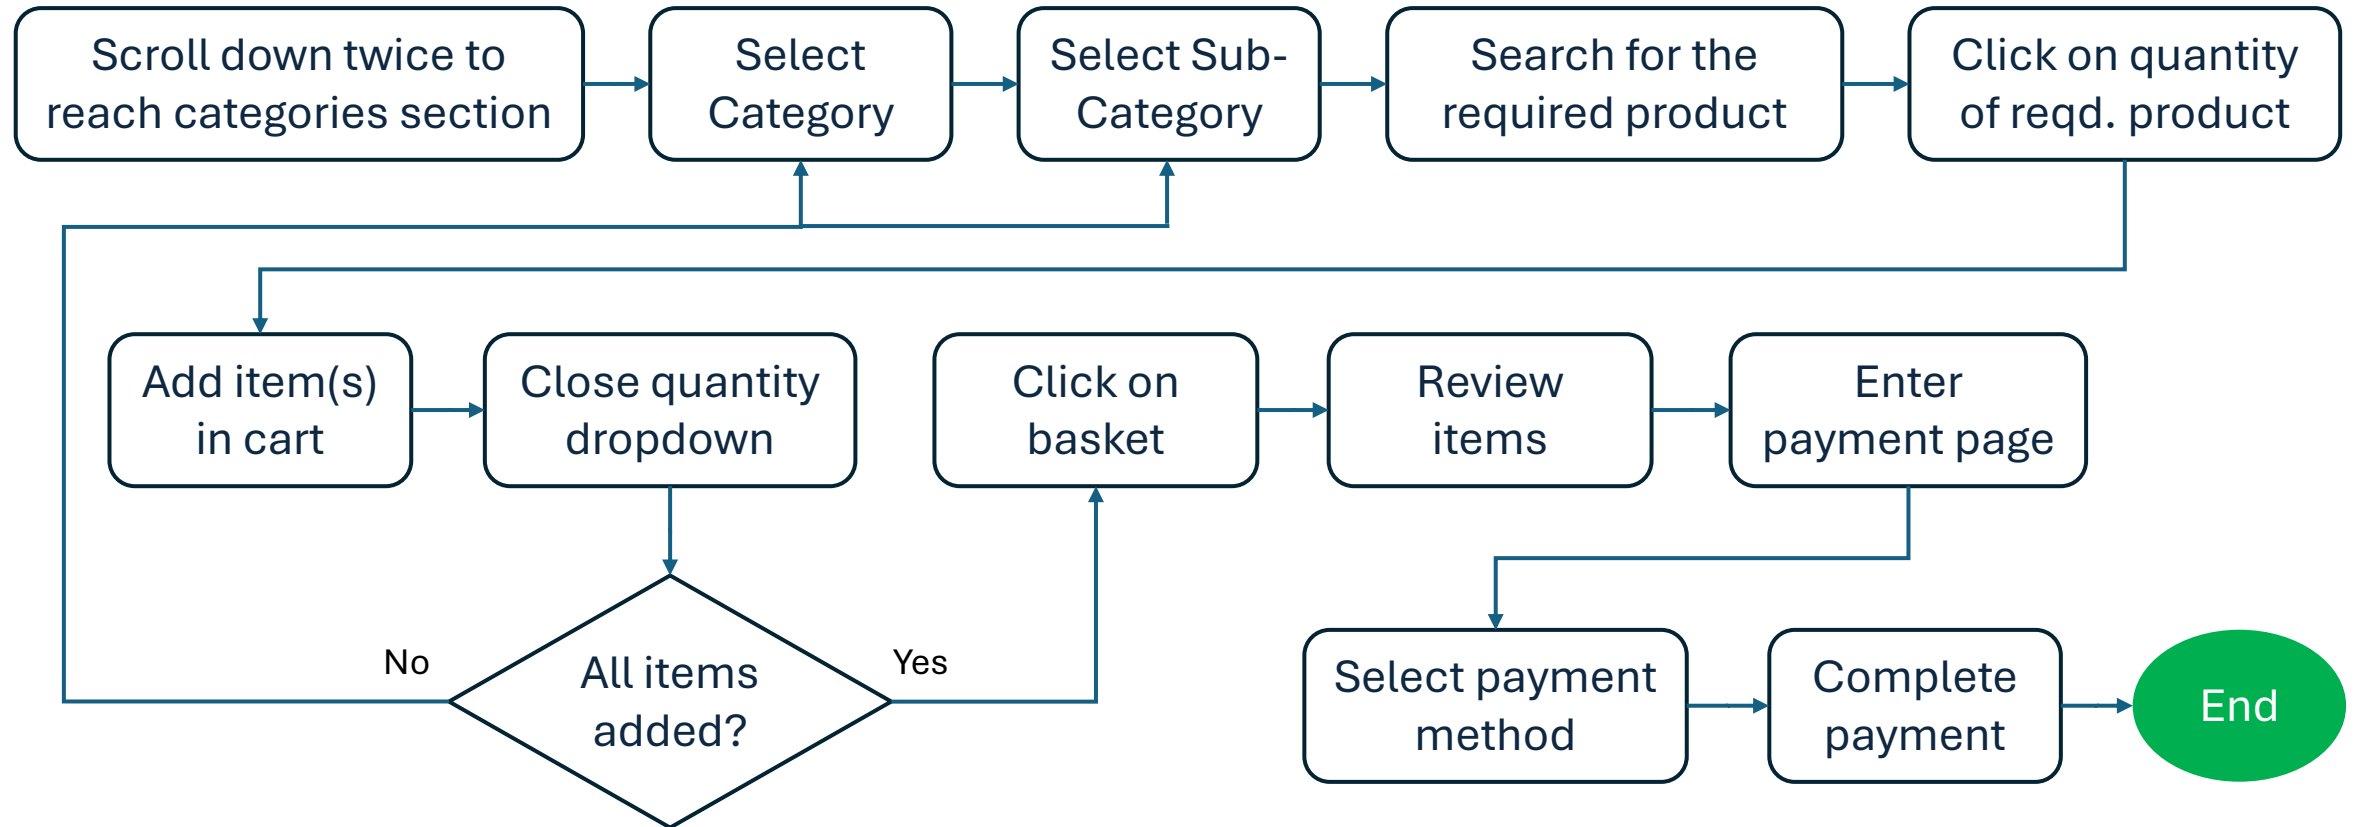 Scroll down twice to
reach categories section
Select
Category
Select Sub-
Category
Search for the
required product
Click on quantity
of reqd. product
Add item(s)
in cart
Close quantity
dropdown
Click on
basket
Review
items
Enter
payment page
No
All items
added?
Yes
Select payment
method
Complete
payment
End